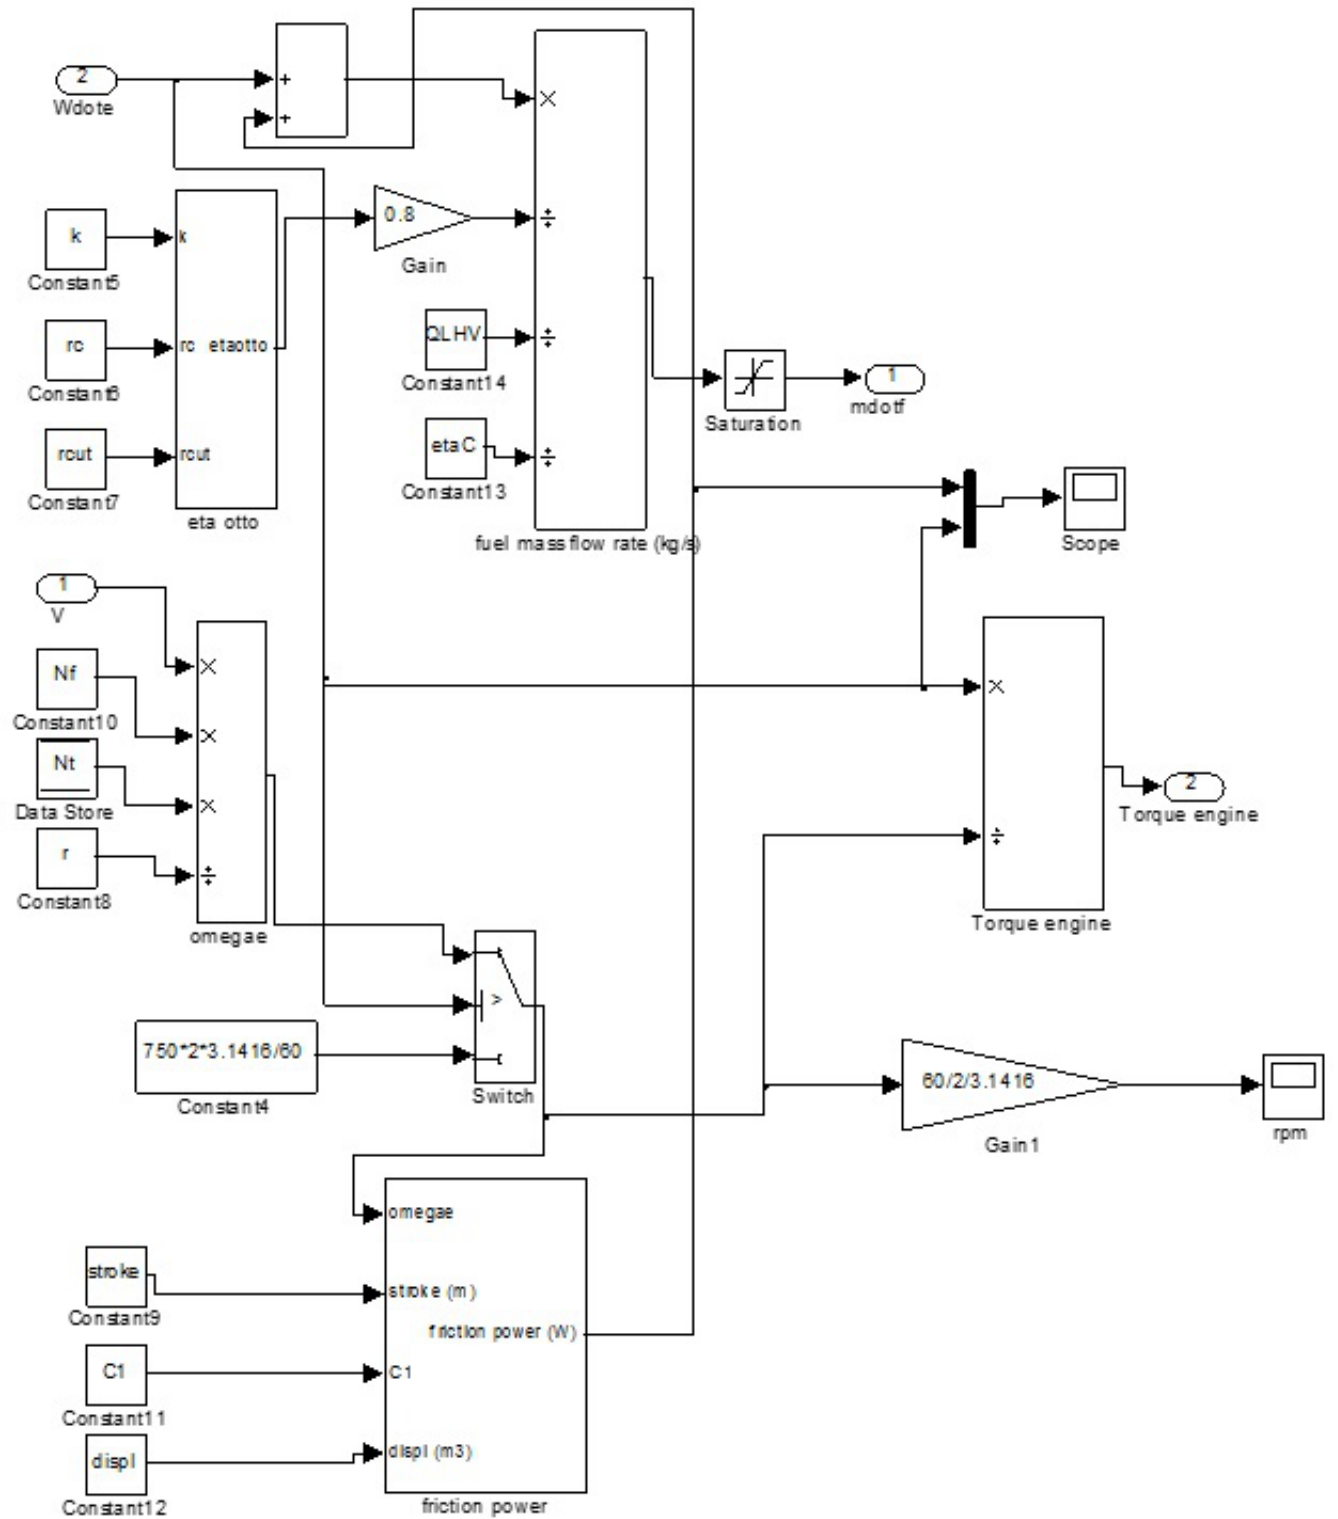 2
Wdote
+
+
×
k
Constant5
k
0.8
Gain
÷
rc
Constant6
rc etaotto
QLHV
Constant14
÷
1
mdotf
Saturation
rcut
Constant7
rcut
eta otto
etaC
Constant13
÷
fuel mass flow rate (kg/s)
Scope
1
V
×
Nf
Constant10
×
Nt
Data Store
×
r
Constant8
÷
omegae
×
2
Torque engine
÷
Torque engine
>
750*2*3.1416/60
Constant4
Switch
60/2/3.1416
Gain1
rpm
omegae
stroke
Constant9
stroke (m)
friction power (W)
C1
Constant11
C1
displ
Constant12
displ (m3)
friction power